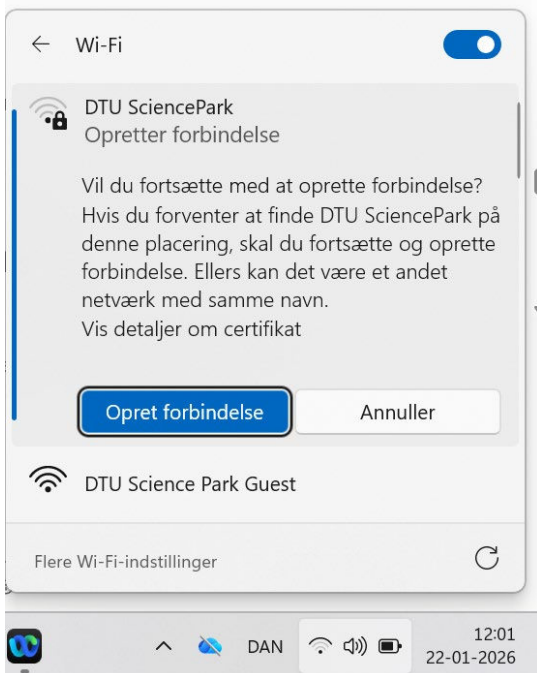 Wi-Fi
DTU SciencePark
Opretter forbindelse
Vil du fortsætte med at oprette forbindelse?
Hvis du forventer at finde DTU SciencePark på
denne placering, skal du fortsætte og oprette
forbindelse. Ellers kan det være et andet
netværk med samme navn.
Vis detaljer om certifikat
Opret forbindelse Annuller
DTU Science Park Guest
Flere Wi-Fi-indstillinger
DAN 12:01
22-01-2026